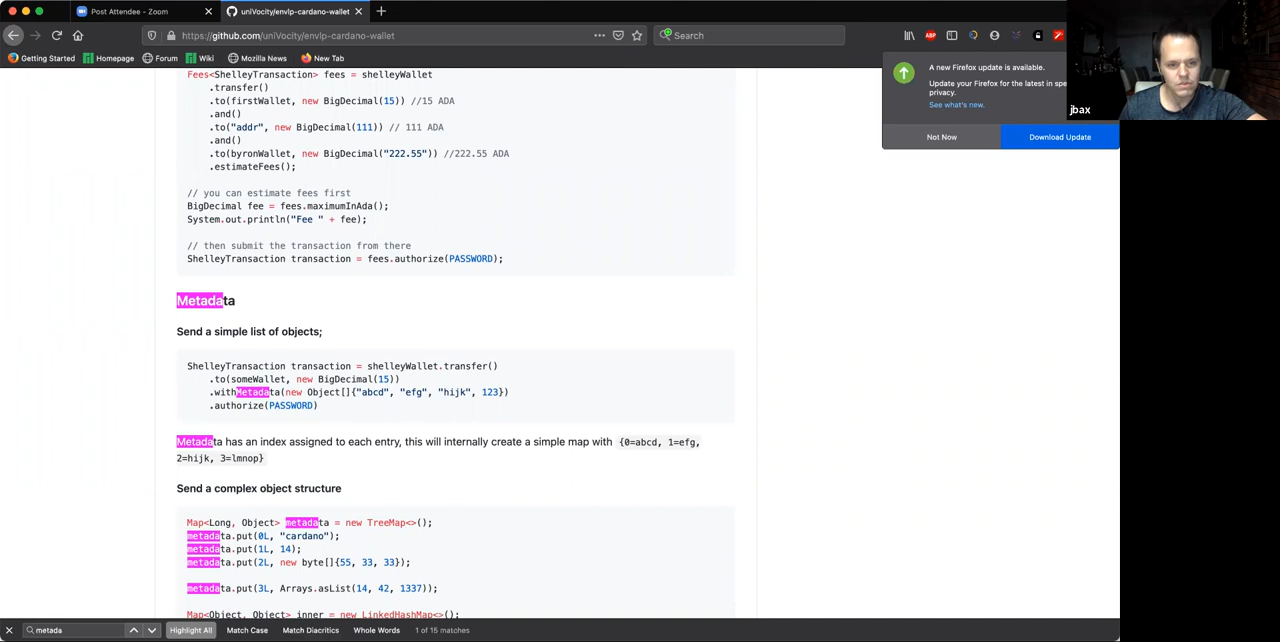 Post Attendee - Zoom
uniVocity/envlp-cardano-wallet
https://github.com/uniVocity/envlp-cardano-wallet
Search
Getting Started
Homepage
Forum
Wiki
Mozilla News
New Tab
A new Firefox update is available.
Update your Firefox for the latest in spe
privacy.
See what's new.
Not Now
Download Update
jbax
Fees<ShelleyTransaction> fees = shelleyWallet
.transfer()
.to(firstWallet, new BigDecimal(15)) //15 ADA
.and()
.to("addr", new BigDecimal(111)) // 111 ADA
.and()
.to(byronWallet, new BigDecimal("222.55")) //222.55 ADA
.estimateFees();
// you can estimate fees first
BigDecimal fee = fees.maximumInAda();
System.out.println("Fee " + fee);
// then submit the transaction from there
ShelleyTransaction transaction = fees.authorize(PASSWORD);
Metadata
Send a simple list of objects;
ShelleyTransaction transaction = shelleyWallet.transfer()
.to(someWallet, new BigDecimal(15))
.withMetadata(new Object[]{"abcd", "efg", "hijk", 123})
.authorize(PASSWORD)
Metadata has an index assigned to each entry, this will internally create a simple map with {0=abcd, 1=efg,
2=hijk, 3=lmnop}
Send a complex object structure
Map<Long, Object> metadata = new TreeMap<>();
metadata.put(0L, "cardano");
metadata.put(1L, 14);
metadata.put(2L, new byte[]{55, 33, 33});
metadata.put(3L, Arrays.asList(14, 42, 1337));
Map<Object, Object> inner = new LinkedHashMap<>();
metada
Highlight All
Match Case
Match Diacritics
Whole Words
1 of 15 matches